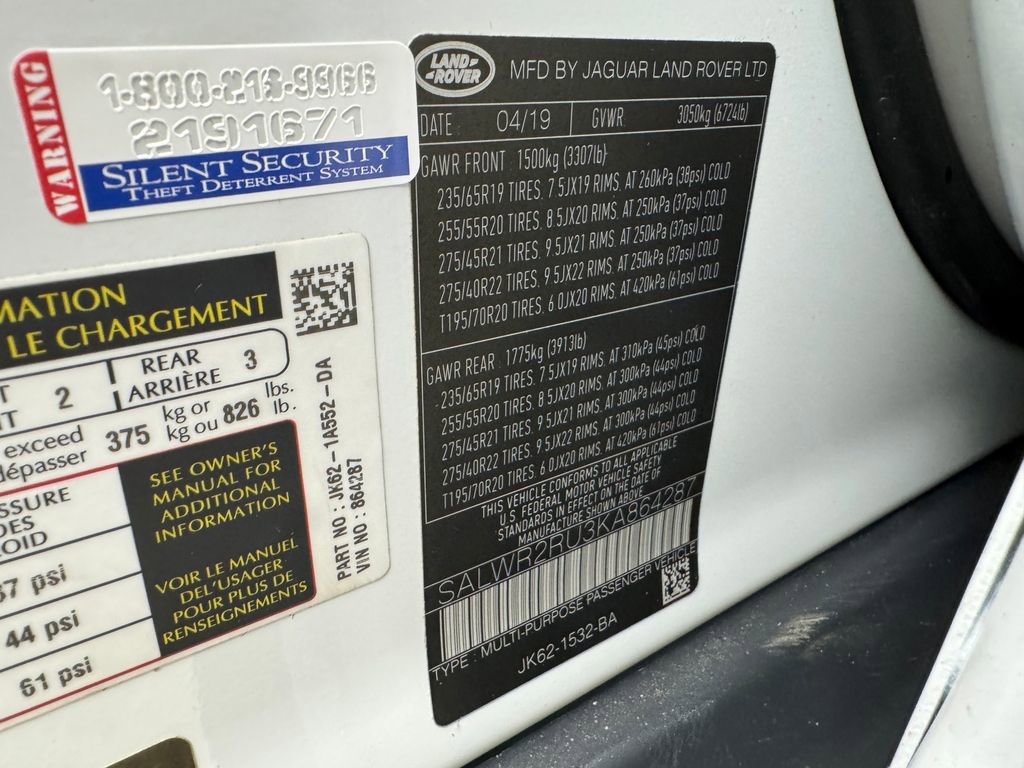 WARNING
1-800-213-9966
2191671
SILENT SECURITY
THEFT DETERRENT SYSTEM
MATION
LE CHARGEMENT
2
REAR
ARRIÈRE
3
exceed
dépasser
375
kg or
kg ou
826
lbs.
lb.
SSURE
DES
OID
37 psi
44 psi
61 psi
SEE OWNER'S
MANUAL FOR
ADDITIONAL
INFORMATION
VOIR LE MANUEL
DEL'USAGER
POUR PLUS DE
RENSEIGNEMENTS
PART NO : JK62-1A552-DA
VIN NO : 864287
LAND
ROVER
MFD BY JAGUAR LAND ROVER LTD
DATE 04/19 GVWR 3050kg (6724lb)
GAWR FRONT 1500kg (3307lb)
235/65R19 TIRES. 7.5JX19 RIMS. AT 260kPa (38psi) COLD
255/55R20 TIRES. 8.5JX20 RIMS. AT 250kPa (37psi) COLD
275/45R21 TIRES. 9.5JX21 RIMS. AT 250kPa (37psi) COLD
275/40R22 TIRES. 9.5JX22 RIMS. AT 250kPa (37psi) COLD
T195/70R20 TIRES. 6.0JX20 RIMS. AT 420kPa (61psi) COLD
GAWR REAR 1775kg (3913lb)
235/65R19 TIRES. 7.5JX19 RIMS. AT 310kPa (45psi) COLD
255/55R20 TIRES. 8.5JX20 RIMS. AT 300kPa (44psi) COLD
275/45R21 TIRES. 9.5JX21 RIMS. AT 300kPa (44psi) COLD
275/40R22 TIRES. 9.5JX22 RIMS. AT 300kPa (44psi) COLD
T195/70R20 TIRES. 6.0JX20 RIMS. AT 420kPa (61psi) COLD
THIS VEHICLE CONFORMS TO ALL APPLICABLE
U.S. FEDERAL MOTOR VEHICLE SAFETY
STANDARDS IN EFFECT ON THE DATE OF
MANUFACTURE SHOWN ABOVE.
SALWR2RU3KA864287
TYPE : MULTI-PURPOSE PASSENGER VEHICLE
JK62-1532-BA